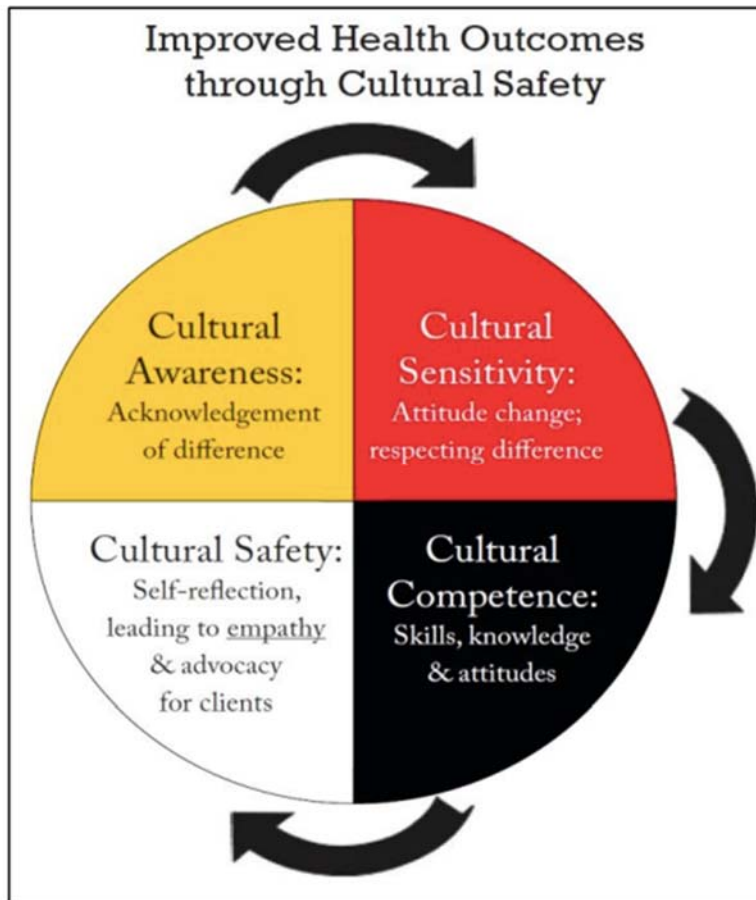 Improved Health Outcomes
through Cultural Safety
Cultural
Awareness:
Acknowledgement
of difference
Cultural
Sensitivity:
Attitude change;
respecting difference
Cultural
Competence:
Skills, knowledge
& attitudes
Cultural Safety:
Self-reflection,
leading to empathy
& advocacy
for clients